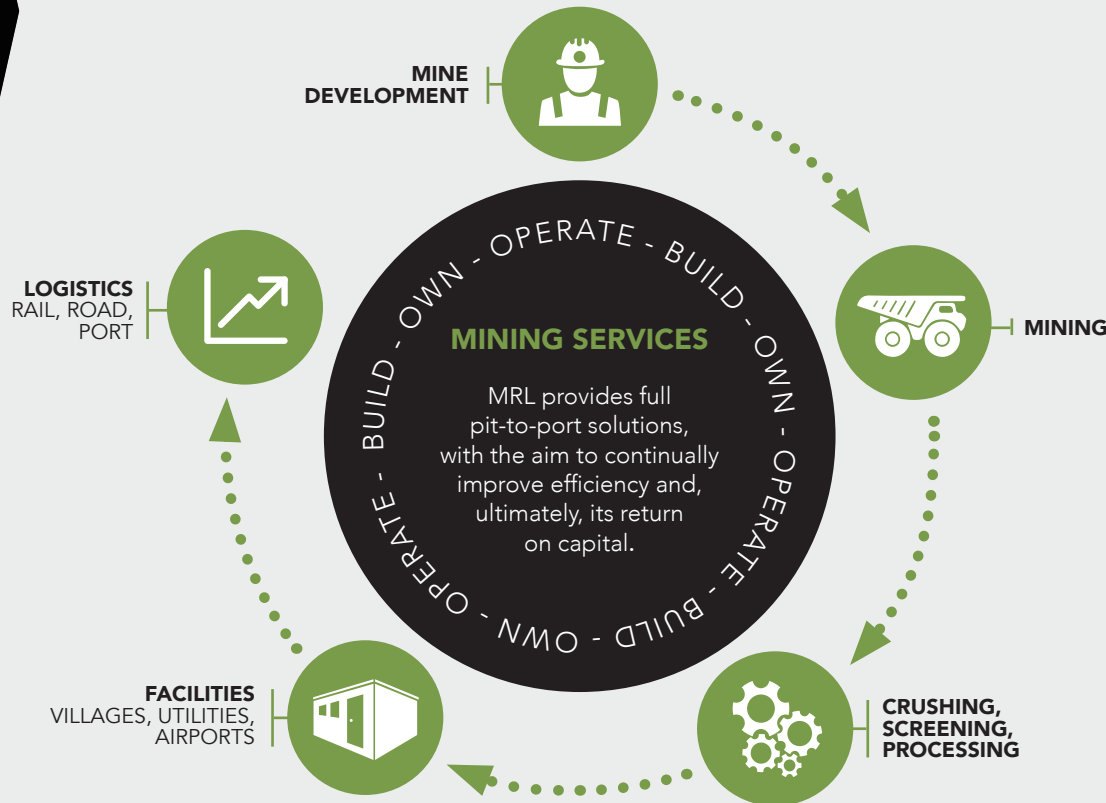 MINE
DEVELOPMENT
MINING
CRUSHING,
SCREENING,
PROCESSING
FACILITIES
VILLAGES, UTILITIES,
AIRPORTS
LOGISTICS
RAIL, ROAD,
PORT
BUILD - OWN - OPERATE - BUILD - OWN - OPERATE - BUILD - OWN - OPERATE -
MINING SERVICES
MRL provides full
pit-to-port solutions,
with the aim to continually
improve efficiency and,
ultimately, its return
on capital.